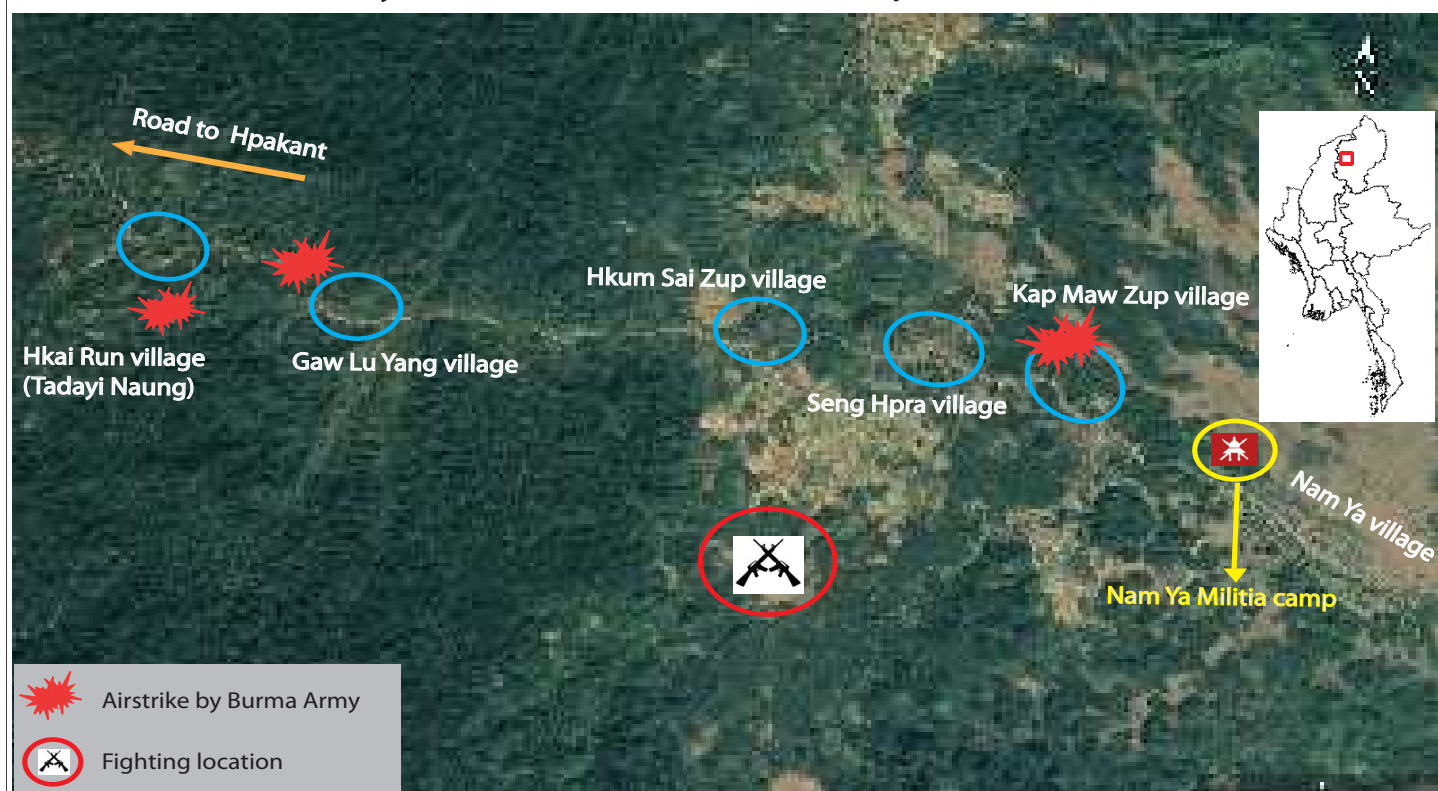 Road to Hpakant
Hkum Sai Zup village
Kap Maw Zup village
Hkai Run village
(Tadayi Naung)
Gaw Lu Yang village
Seng Hpra village
Nam Ya village
Nam Ya Militia camp
Airstrike by Burma Army
Fighting location